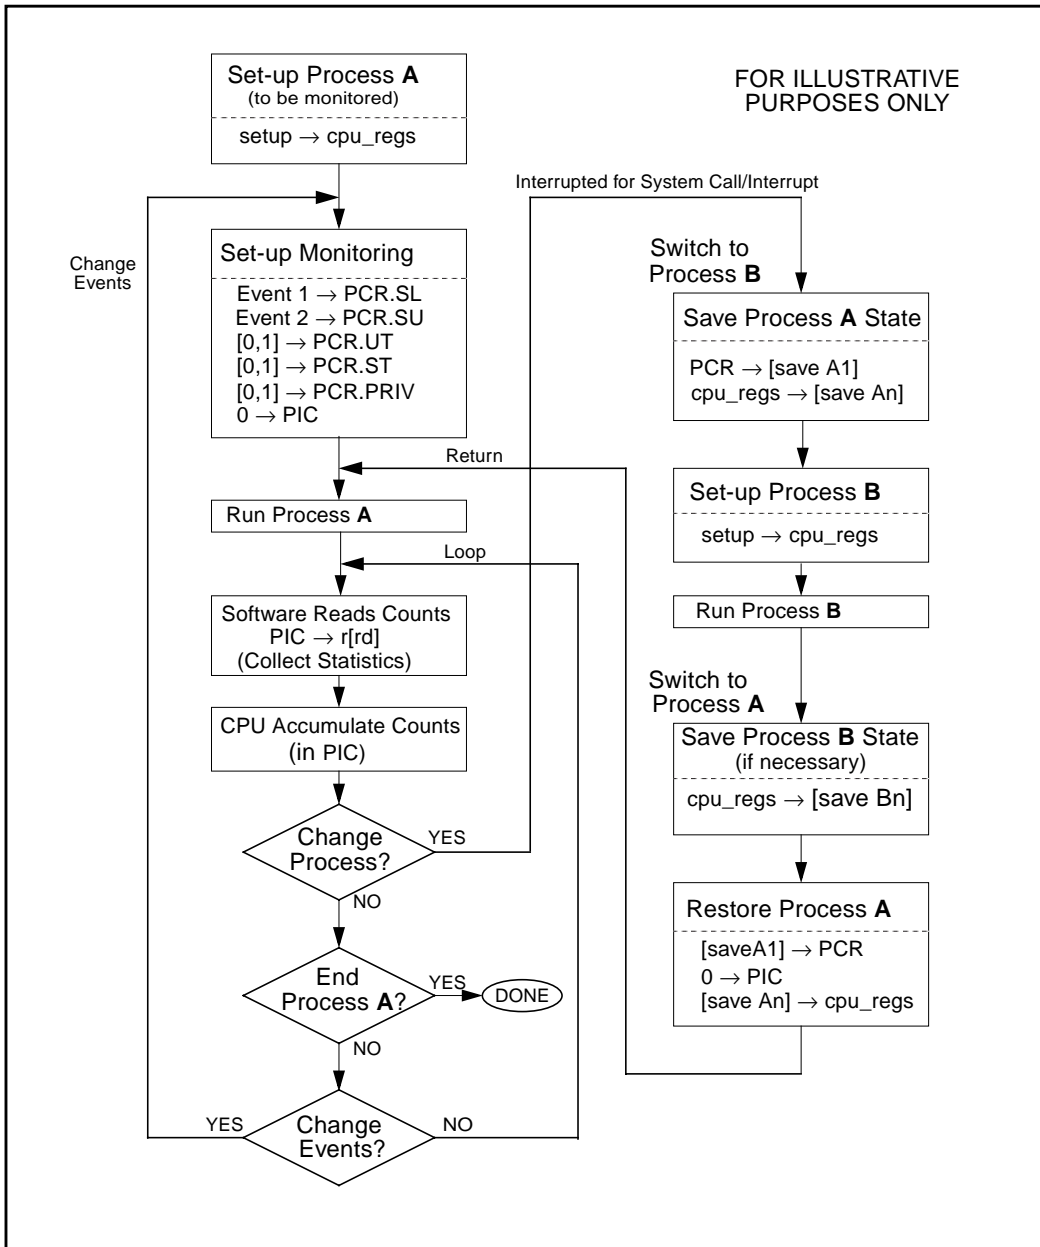 Set-up Process A
(to be monitored)
setup → cpu_regs
FOR ILLUSTRATIVE
PURPOSES ONLY
Change
Events
Set-up Monitoring
Event 1 → PCR.SL
Event 2 → PCR.SU
[0,1] → PCR.UT
[0,1] → PCR.ST
[0,1] → PCR.PRIV
0 → PIC
Return
Run Process A
Loop
Software Reads Counts
PIC → r[rd]
(Collect Statistics)
CPU Accumulate Counts
(in PIC)
Change
Process?
YES
NO
End
Process A?
YES
DONE
NO
Change
Events?
YES
NO
Interrupted for System Call/Interrupt
Switch to
Process B
Save Process A State
PCR → [save A1]
cpu_regs → [save An]
Set-up Process B
setup → cpu_regs
Run Process B
Switch to
Process A
Save Process B State
(if necessary)
cpu_regs → [save Bn]
Restore Process A
[saveA1] → PCR
0 → PIC
[save An] → cpu_regs